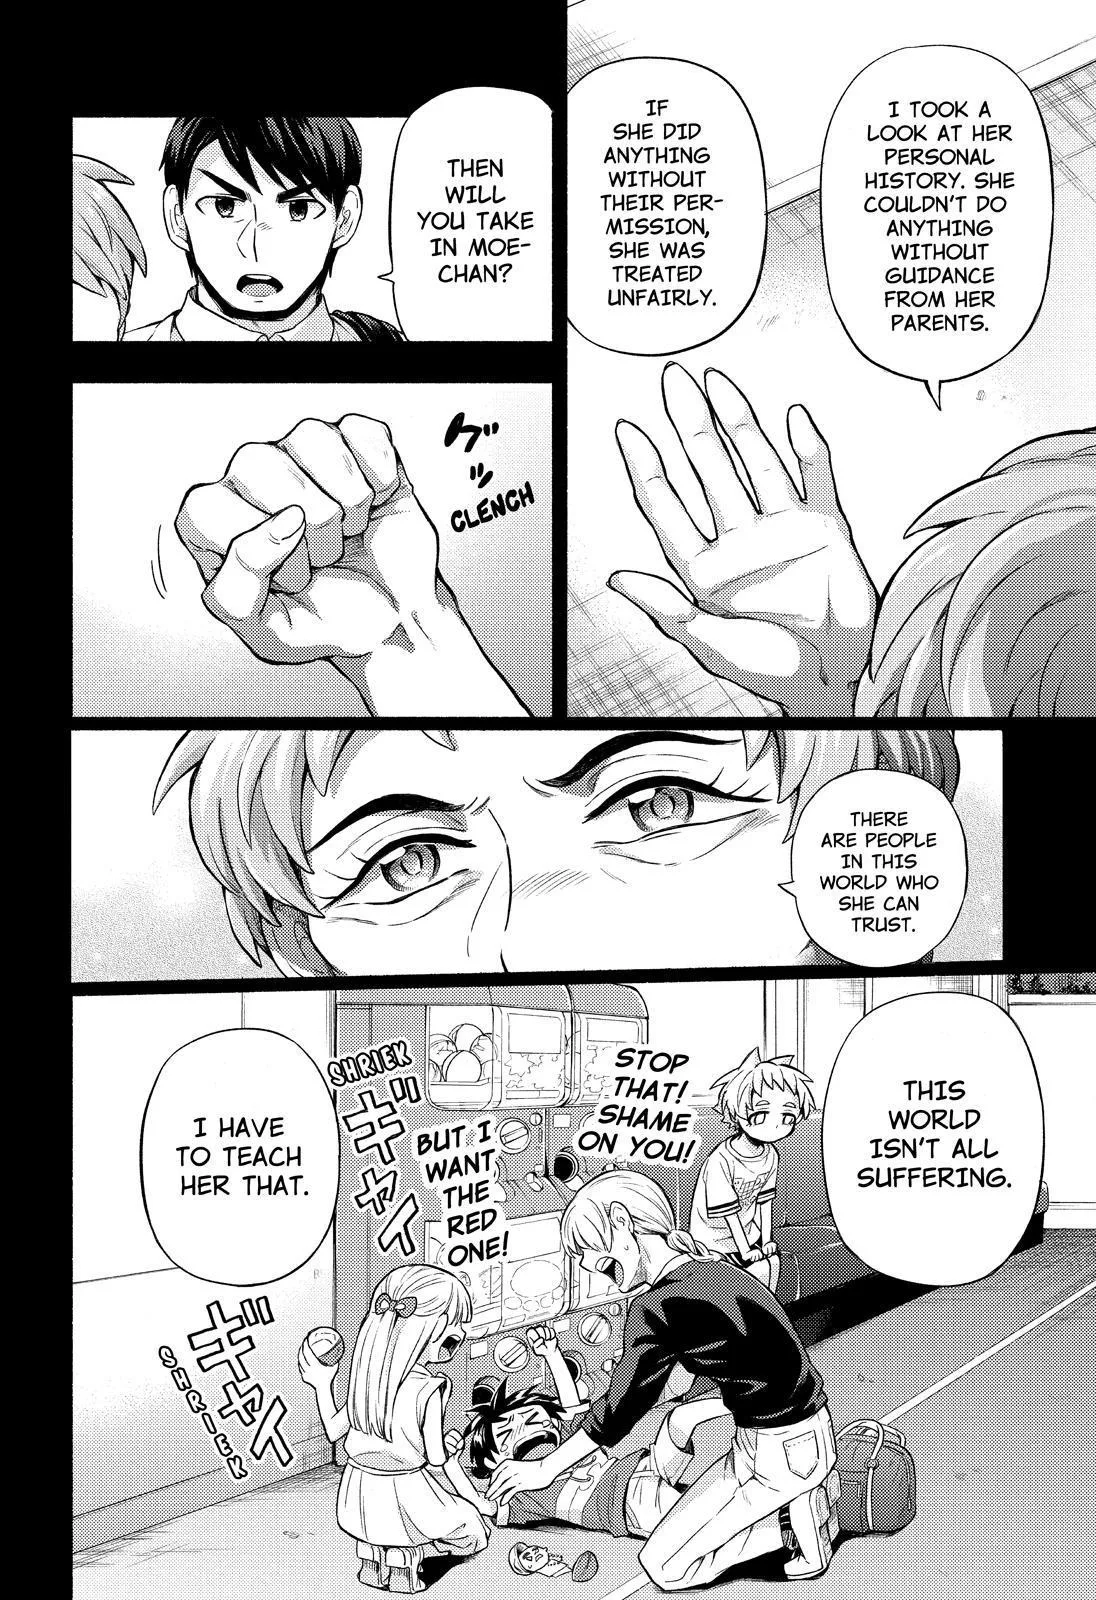 I TOOK A
LOOK AT HER
PERSONAL
HISTORY. SHE
COULDN'T DO
ANYTHING
WITHOUT
GUIDANCE
FROM HER
PARENTS.
IF
SHE DID
ANYTHING
WITHOUT
THEIR PER-
MISSION,
SHE WAS
TREATED
UNFAIRLY.
THEN
WILL
YOU TAKE
IN MOE-
CHAN?
グッ
CLENCH
THERE
ARE PEOPLE
IN THIS
WORLD WHO
SHE CAN
TRUST.
THIS
WORLD
ISN'T ALL
SUFFERING.
STOP
THAT!
SHAME
ON YOU!
BUT I
WANT
THE
RED
ONE!
SHRIEK
ギャイ
I HAVE
TO TEACH
HER THAT.
ギャイ
SHRIEK